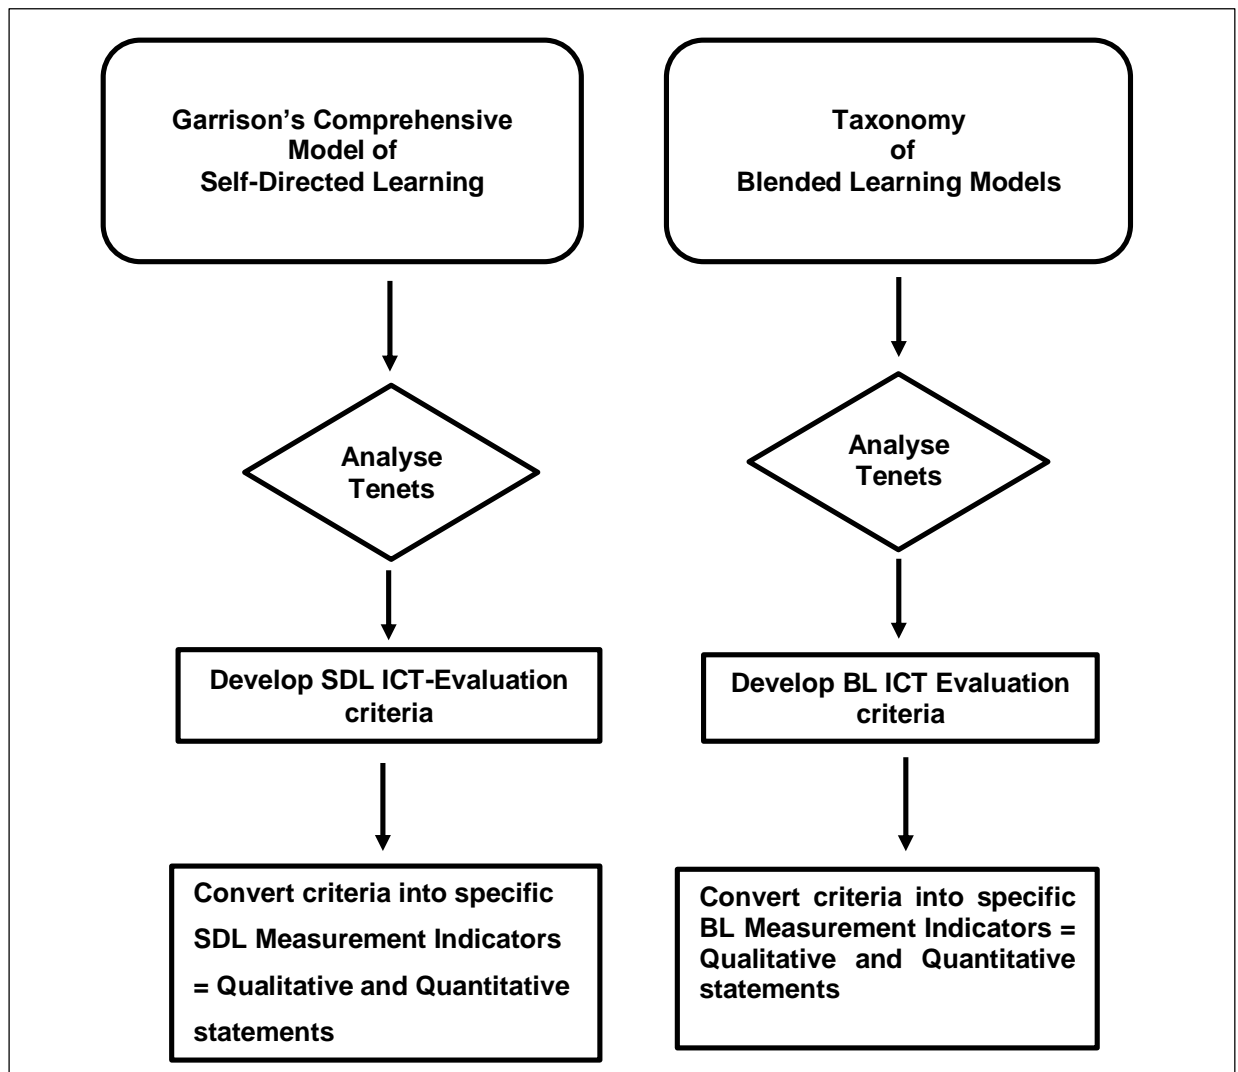 Garrison’s Comprehensive
Model of
Self-Directed Learning
Taxonomy
of
Blended Learning Models
Analyse
Tenets
Analyse
Tenets
Develop SDL ICT-Evaluation
criteria
Develop BL ICT Evaluation
criteria
Convert criteria into specific
SDL Measurement Indicators
= Qualitative and Quantitative
statements
Convert criteria into specific
BL Measurement Indicators =
Qualitative and Quantitative
statements